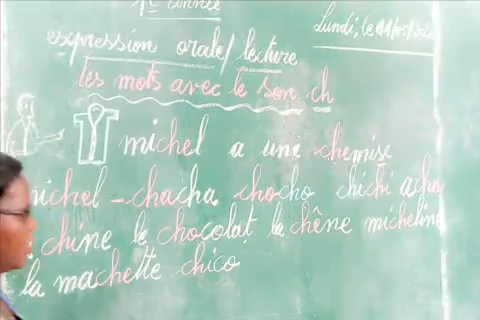 1e année
Lundi, le
expression orale/lecture
les mots avec le son ch
michel a une chemise
michel - chacha chocho chichi acha
chine le chocolat le chêne micheline
la machette chico